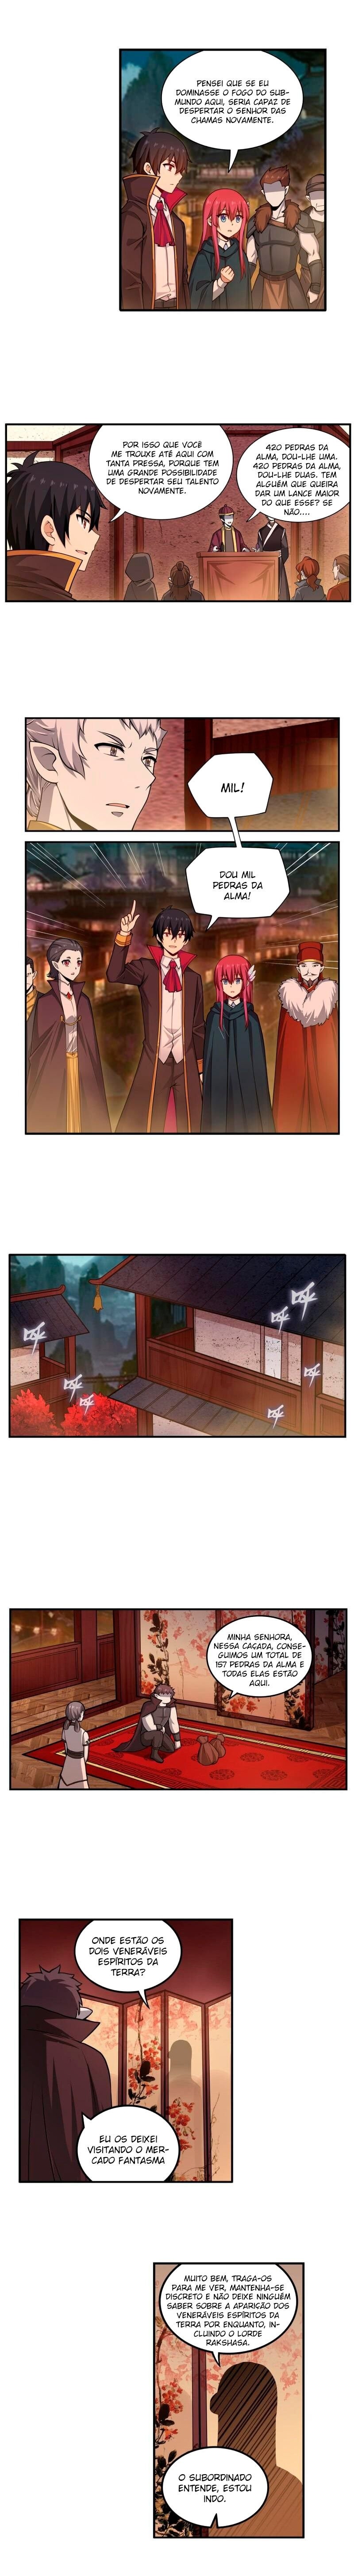 PENSEI QUE SE EU
DOMINASSE O FOGO DO SUB-
MUNDO AQUI, SERIA CAPAZ DE
DESPERTAR O SENHOR DAS
CHAMAS NOVAMENTE.
POR ISSO QUE VOCÊ
ME TROUXE ATÉ AQUI COM
TANTA PRESSA, PORQUE TEM
UMA GRANDE POSSIBILIDADE
DE DESPERTAR SEU TALENTO
NOVAMENTE.
420 PEDRAS DA
ALMA, DOU-LHE UMA.
420 PEDRAS DA ALMA,
DOU-LHE DUAS. TEM
ALGUÉM QUE QUEIRA
DAR UM LANCE MAIOR
DO QUE ESSE? SE
NÃO....
MIL!
DOU MIL
PEDRAS DA
ALMA!
MINHA SENHORA,
NESSA CAÇADA, CONSE-
GUIMOS UM TOTAL DE
157 PEDRAS DA ALMA E
TODAS ELAS ESTÃO
AQUI.
ONDE ESTÃO OS
DOIS VENERÁVEIS
ESPÍRITOS DA
TERRA?
EU OS DEIXEI
VISITANDO O MER-
CADO FANTASMA
MUITO BEM, TRAGA-OS
PARA ME VER, MANTENHA-SE
DISCRETO E NÃO DEIXE NINGUÉM
SABER SOBRE A APARIÇÃO DOS
VENERÁVEIS ESPÍRITOS DA
TERRA POR ENQUANTO, IN-
CLUINDO O LORDE
RAKSHASA.
O SUBORDINADO
ENTENDE, ESTOU
INDO.